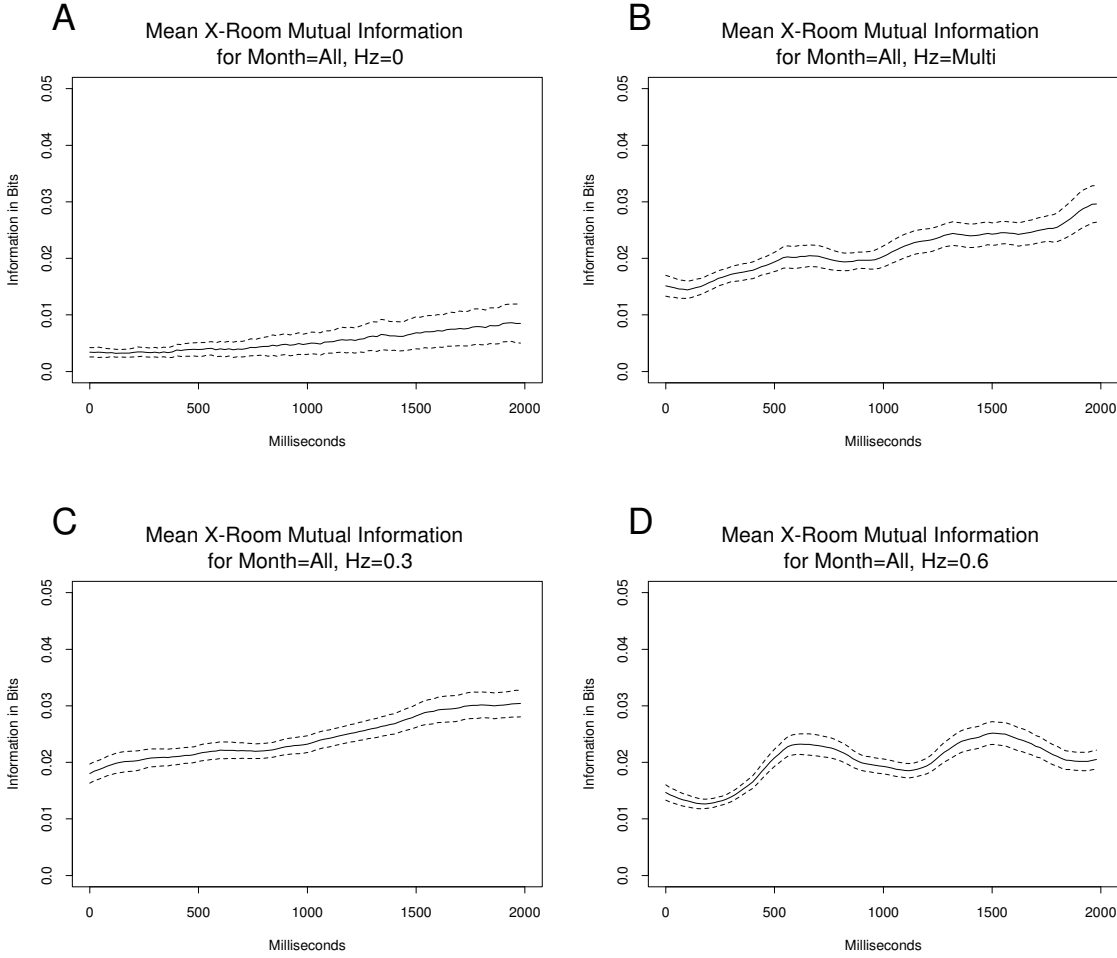 A
Mean X-Room Mutual Information
for Month=All, Hz=0
Information in Bits
0.05
0.04
0.03
0.02
0.01
0.0
0 500 1000 1500 2000
Milliseconds
B
Mean X-Room Mutual Information
for Month=All, Hz=Multi
Information in Bits
0.05
0.04
0.03
0.02
0.01
0.0
0 500 1000 1500 2000
Milliseconds
C
Mean X-Room Mutual Information
for Month=All, Hz=0.3
Information in Bits
0.05
0.04
0.03
0.02
0.01
0.0
0 500 1000 1500 2000
Milliseconds
D
Mean X-Room Mutual Information
for Month=All, Hz=0.6
Information in Bits
0.05
0.04
0.03
0.02
0.01
0.0
0 500 1000 1500 2000
Milliseconds